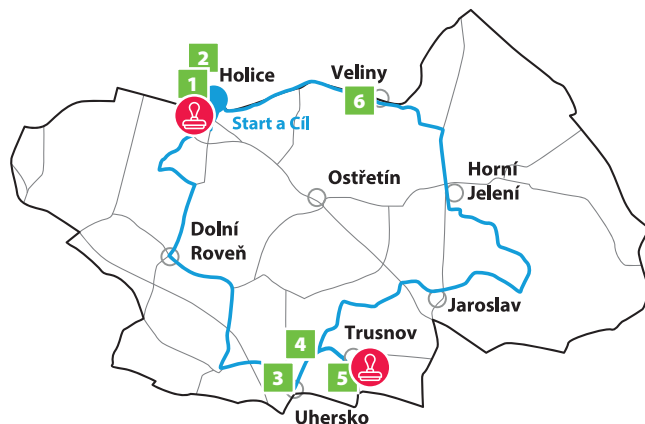 2
Holice
1
Start a Cíl
Veliny
6
Horní
Jelení
Ostřetín
Dolní
Roveň
Jaroslav
Trusnov
4
3
5
Uhersko